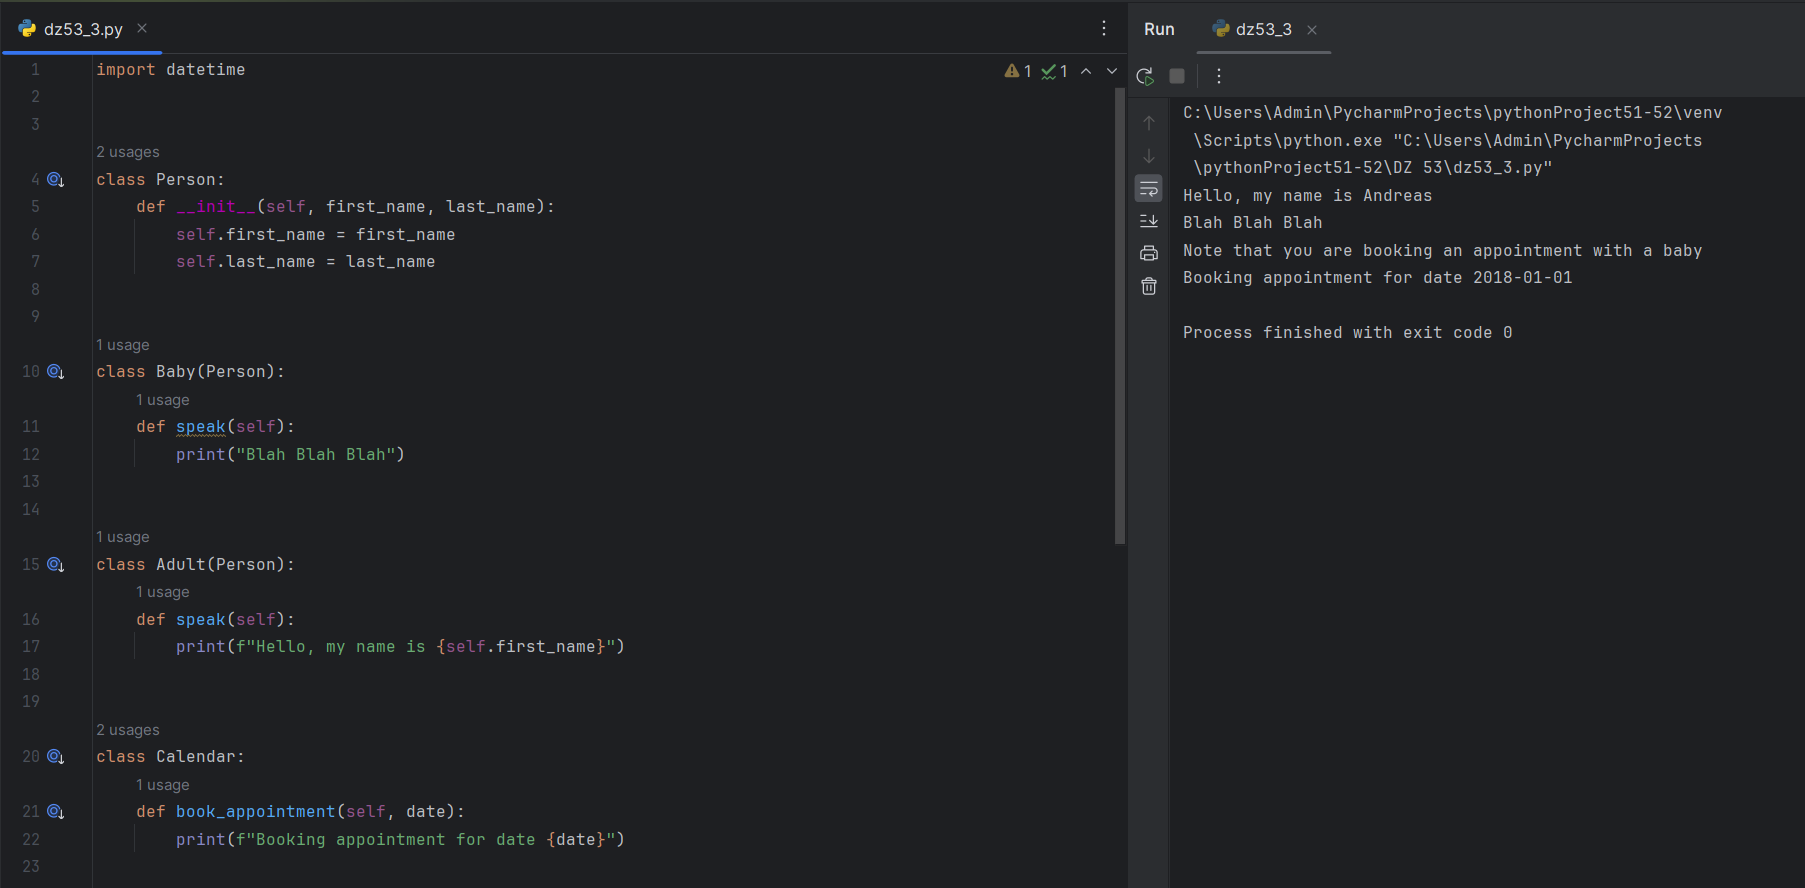 dz53_3.py
1 import datetime
2
3
2 usages
4 class Person:
5 def __init__(self, first_name, last_name):
6 self.first_name = first_name
7 self.last_name = last_name
8
9
1 usage
10 class Baby(Person):
1 usage
11 def speak(self):
12 print("Blah Blah Blah")
13
14
1 usage
15 class Adult(Person):
1 usage
16 def speak(self):
17 print(f"Hello, my name is {self.first_name}")
18
19
2 usages
20 class Calendar:
1 usage
21 def book_appointment(self, date):
22 print(f"Booking appointment for date {date}")
23
1 1
Run dz53_3
C:\Users\Admin\PycharmProjects\pythonProject51-52\venv
\Scripts\python.exe "C:\Users\Admin\PycharmProjects
\pythonProject51-52\DZ 53\dz53_3.py"
Hello, my name is Andreas
Blah Blah Blah
Note that you are booking an appointment with a baby
Booking appointment for date 2018-01-01
Process finished with exit code 0